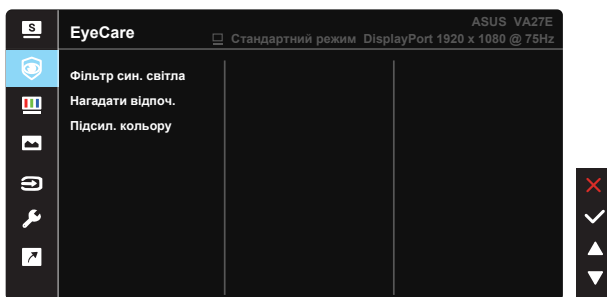 S
ASUS VA27E
EyeCare
Стандартний режим DisplayPort 1920 x 1080 @ 75Hz
Фільтр син. світла
Нагадати відпоч.
Підсил. кольору